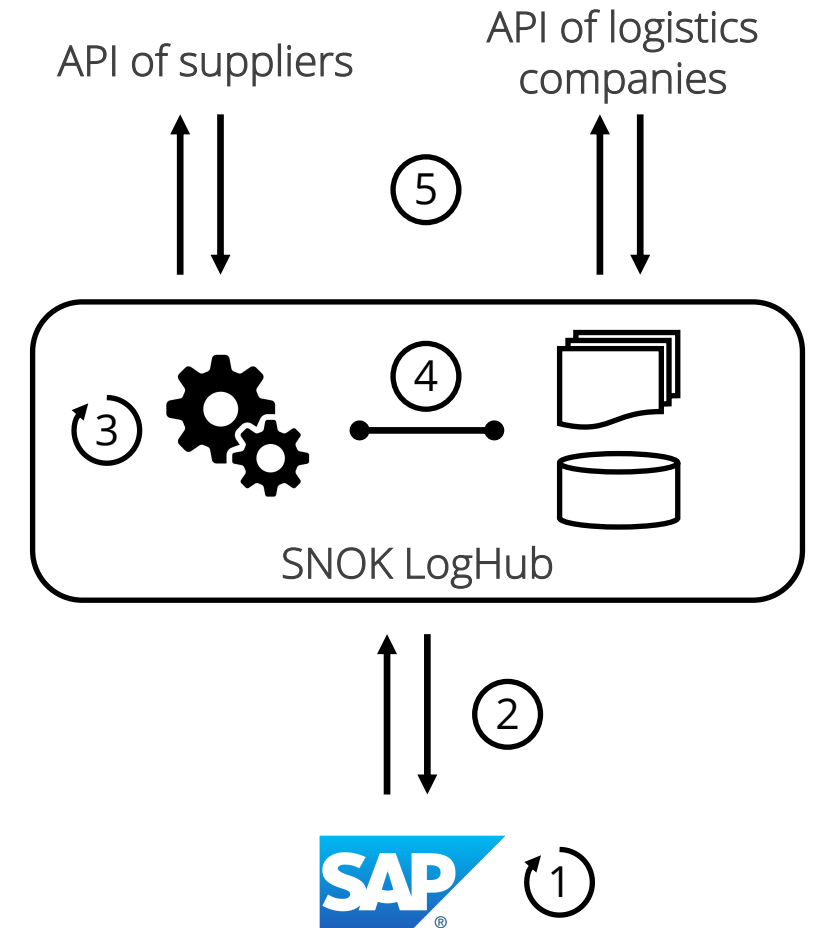 API of suppliers
API of logistics
companies
5
4
3
SNOK LogHub
2
SAP
®
1